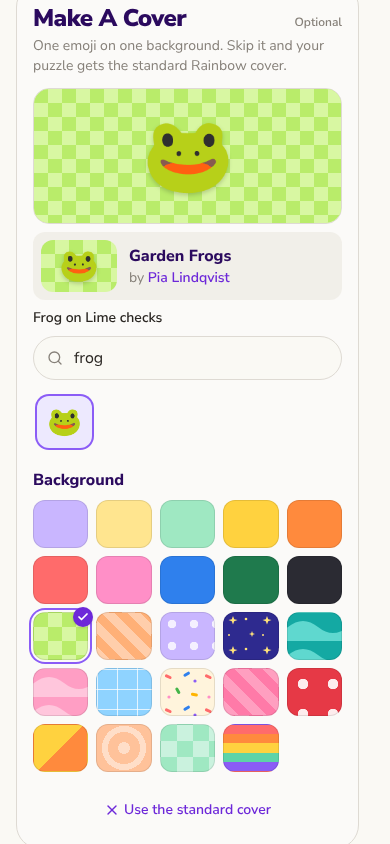 Make A Cover
Optional
One emoji on one background. Skip it and your
puzzle gets the standard Rainbow cover.
Garden Frogs
by Pia Lindqvist
Frog on Lime checks
frog
Background
Use the standard cover